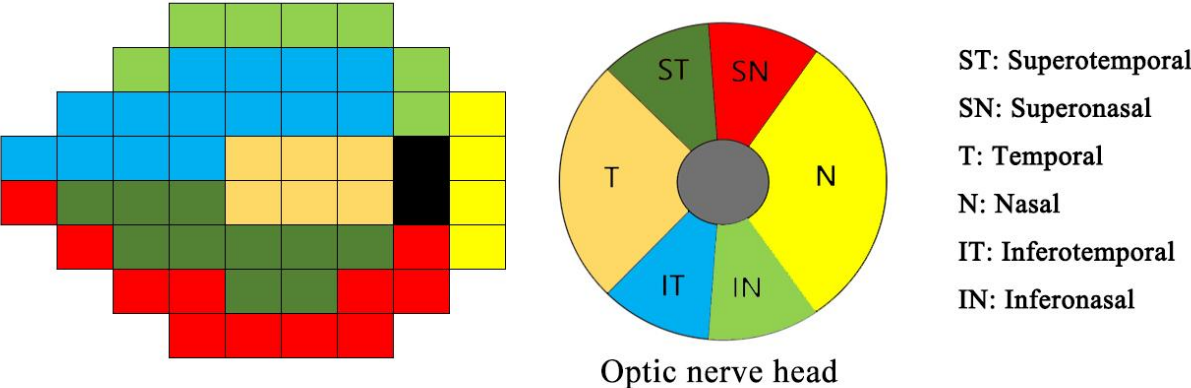 ST
SN
T
N
IT
IN
Optic nerve head
ST: Superotemporal
SN: Superonasal
T: Temporal
N: Nasal
IT: Inferotemporal
IN: Inferonasal